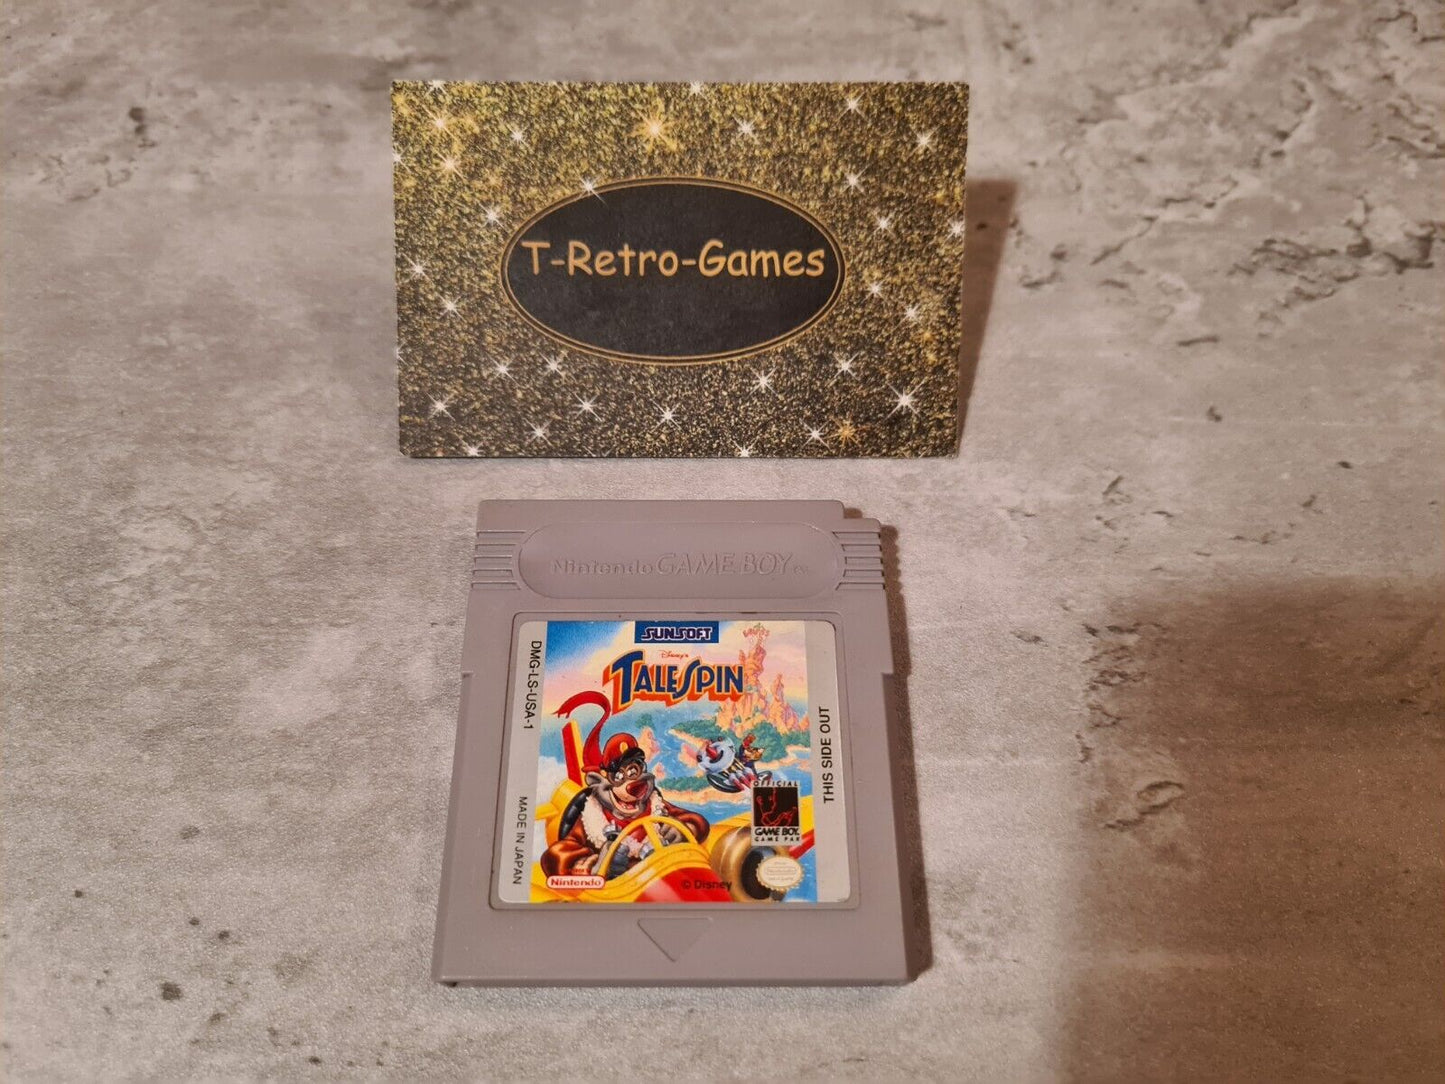 T-Retro-Games
Nintendo GAME BOY
SUNSOFT
Disney's
TALESPIN
DMG-LS-USA-1
MADE IN JAPAN
THIS SIDE OUT
OFFICIAL
GAME BOY
GAME PAK
Nintendo
© Disney
Nintendo